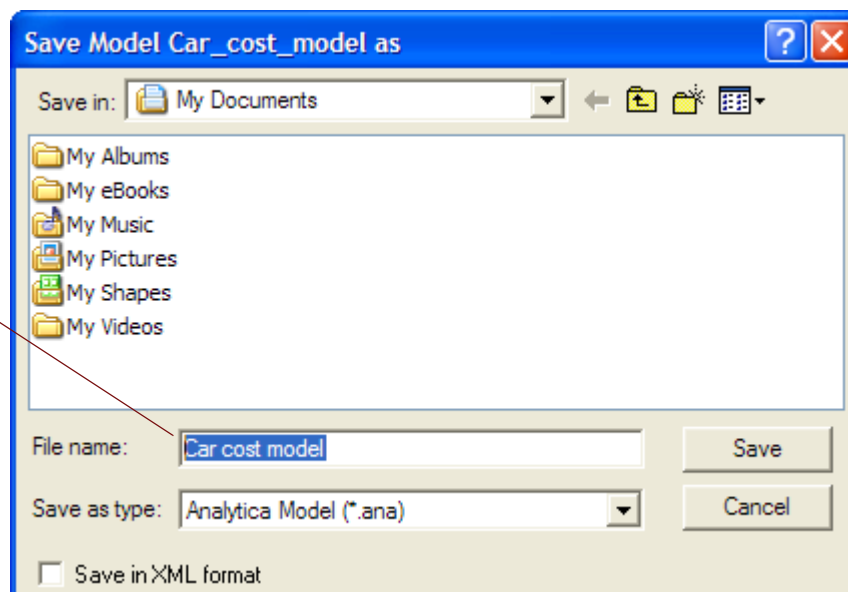 Save Model Car_cost_model as
Save in: My Documents
My Albums
My eBooks
My Music
My Pictures
My Shapes
My Videos
File name: Car cost model Save
Save as type: Analytica Model (*.ana) Cancel
Save in XML format